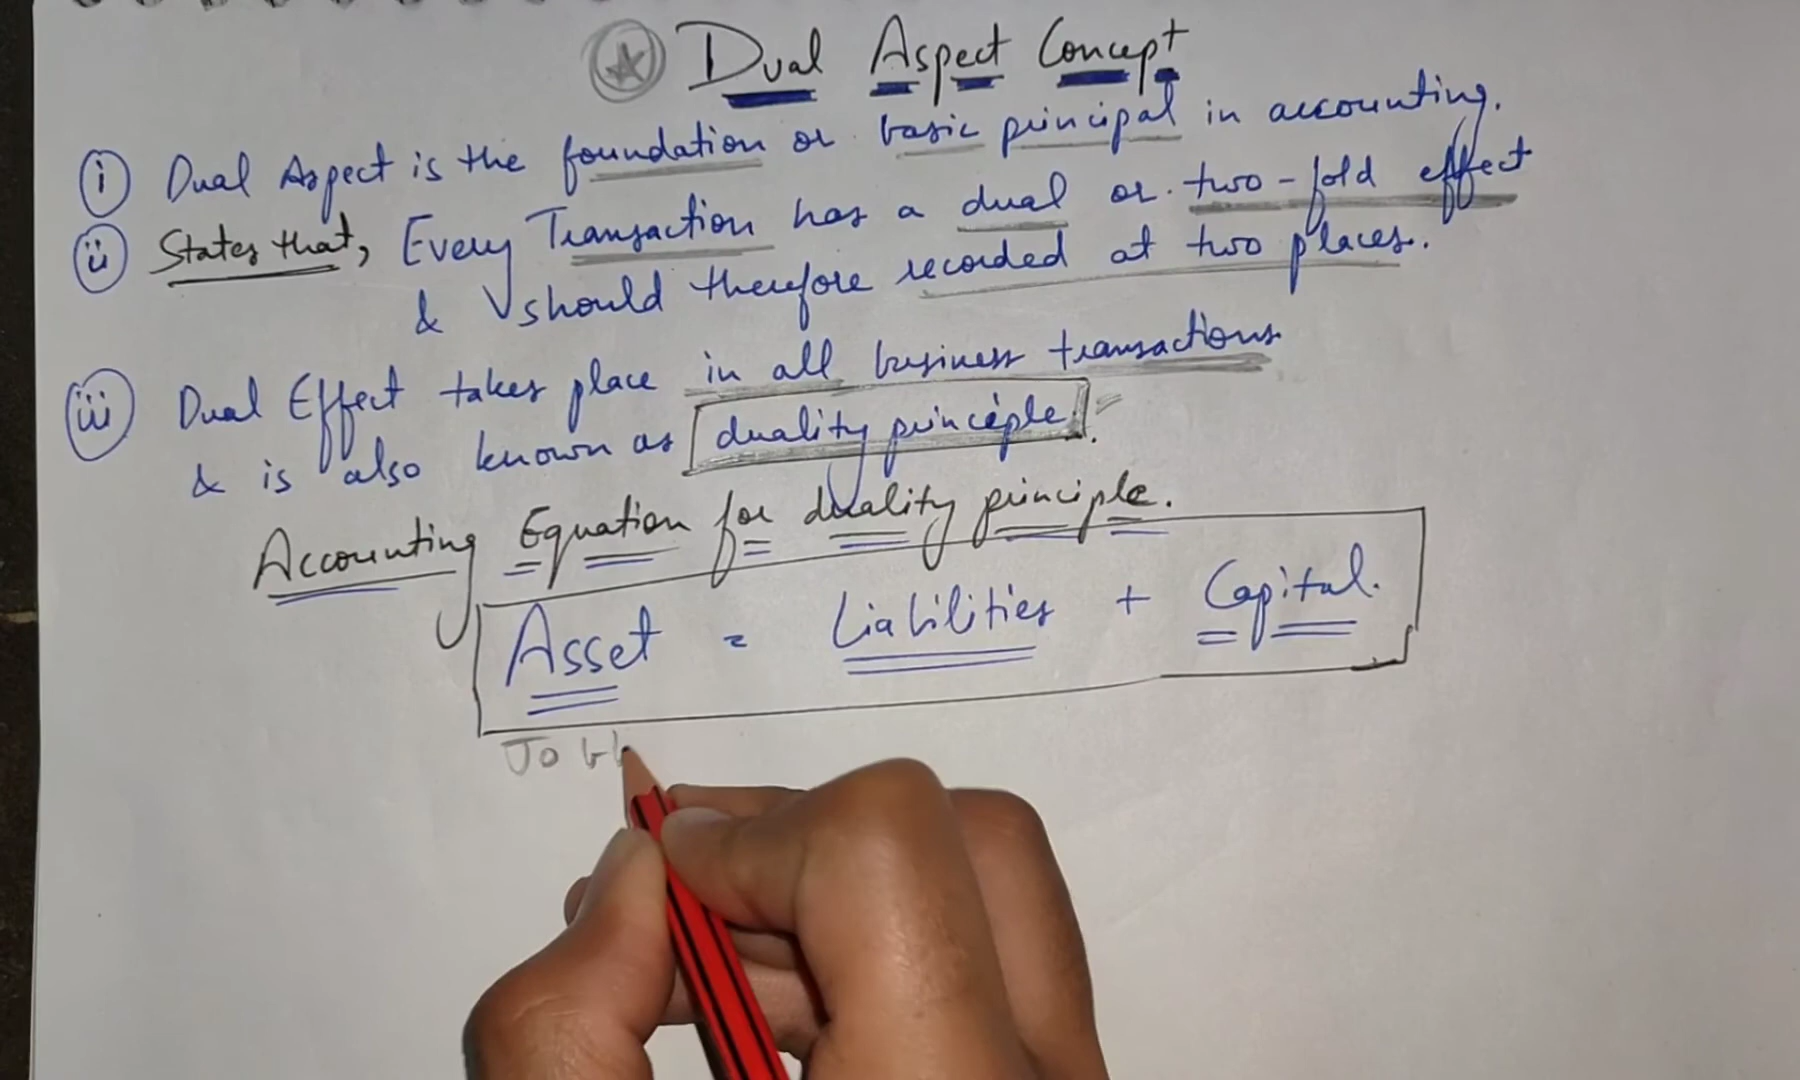 Dual Aspect Concept
i Dual Aspect is the foundation or basic principal in accounting.
ii States that, Every Transaction has a dual or two-fold effect
& should therefore recorded at two places.
iii Dual Effect takes place in all business transactions
& is also known as duality principle.
Accounting Equation for duality principle.
Asset = Liabilities + Capital.
Jo bh